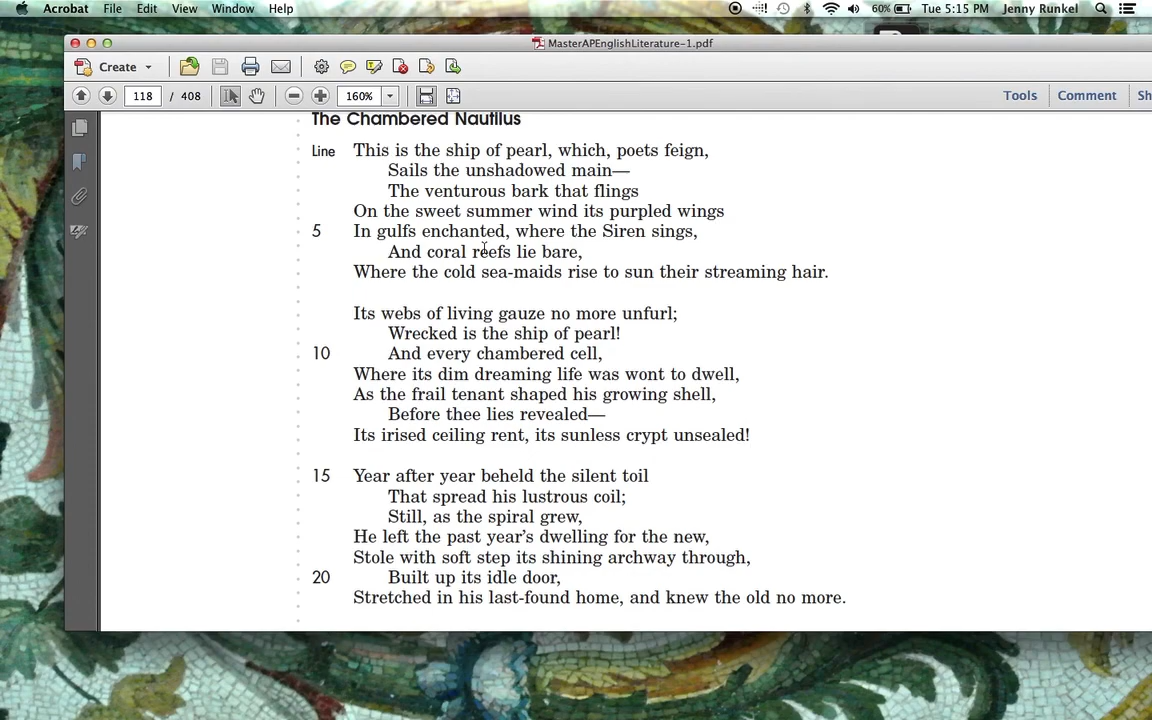 Acrobat File Edit View Window Help 60% Tue 5:15 PM Jenny Runkel
MasterAPEnglishLiterature-1.pdf
Create
118 / 408 160% Tools Comment Sh
The Chambered Nautilus
Line This is the ship of pearl, which, poets feign,
Sails the unshadowed main—
The venturous bark that flings
On the sweet summer wind its purpled wings
5 In gulfs enchanted, where the Siren sings,
And coral reefs lie bare,
Where the cold sea-maids rise to sun their streaming hair.
Its webs of living gauze no more unfurl;
Wrecked is the ship of pearl!
10 And every chambered cell,
Where its dim dreaming life was wont to dwell,
As the frail tenant shaped his growing shell,
Before thee lies revealed—
Its irised ceiling rent, its sunless crypt unsealed!
15 Year after year beheld the silent toil
That spread his lustrous coil;
Still, as the spiral grew,
He left the past year's dwelling for the new,
Stole with soft step its shining archway through,
20 Built up its idle door,
Stretched in his last-found home, and knew the old no more.